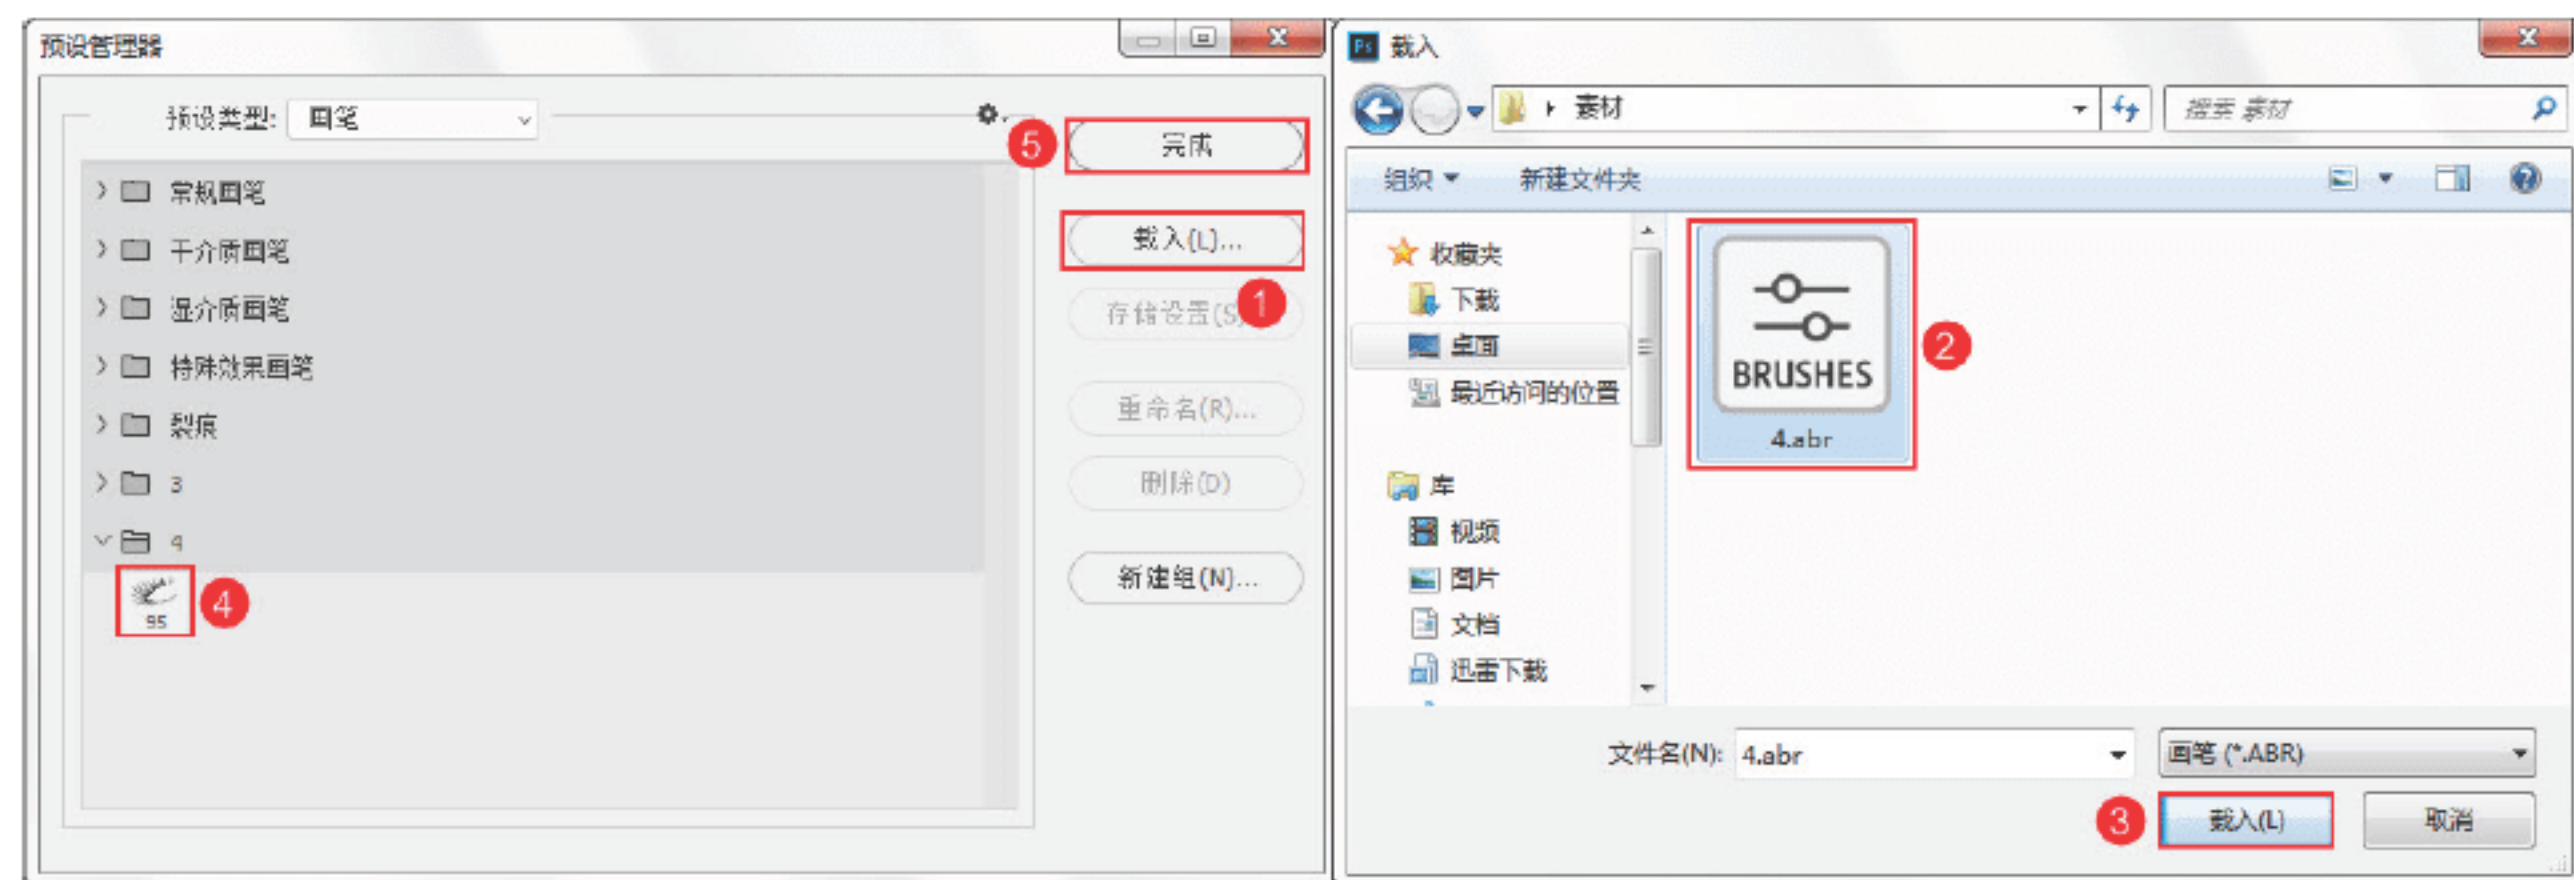 预设管理器
预设类型: 画笔
5 完成
常规画笔
载入(L)...
干介质画笔
1
湿介质画笔
存储设置(S
特殊效果画笔
重命名(R)...
裂痕
删除(D)
3
4
新建组(N)...
4
95
Ps 载入
素材
搜索 素材
组织
新建文件夹
收藏夹
下载
桌面
最近访问的位置
库
视频
图片
文档
迅雷下载
BRUSHES
2
4.abr
文件名(N): 4.abr
画笔 (*.ABR)
3 载入(L)
取消